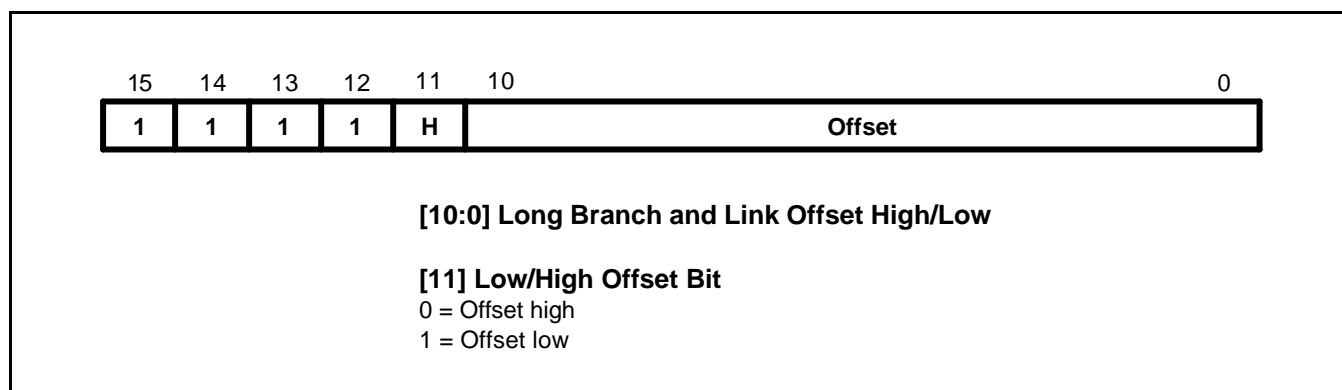 15 14 13 12 11 10 0
1 1 1 1 H Offset
[10:0] Long Branch and Link Offset High/Low
[11] Low/High Offset Bit
0 = Offset high
1 = Offset low